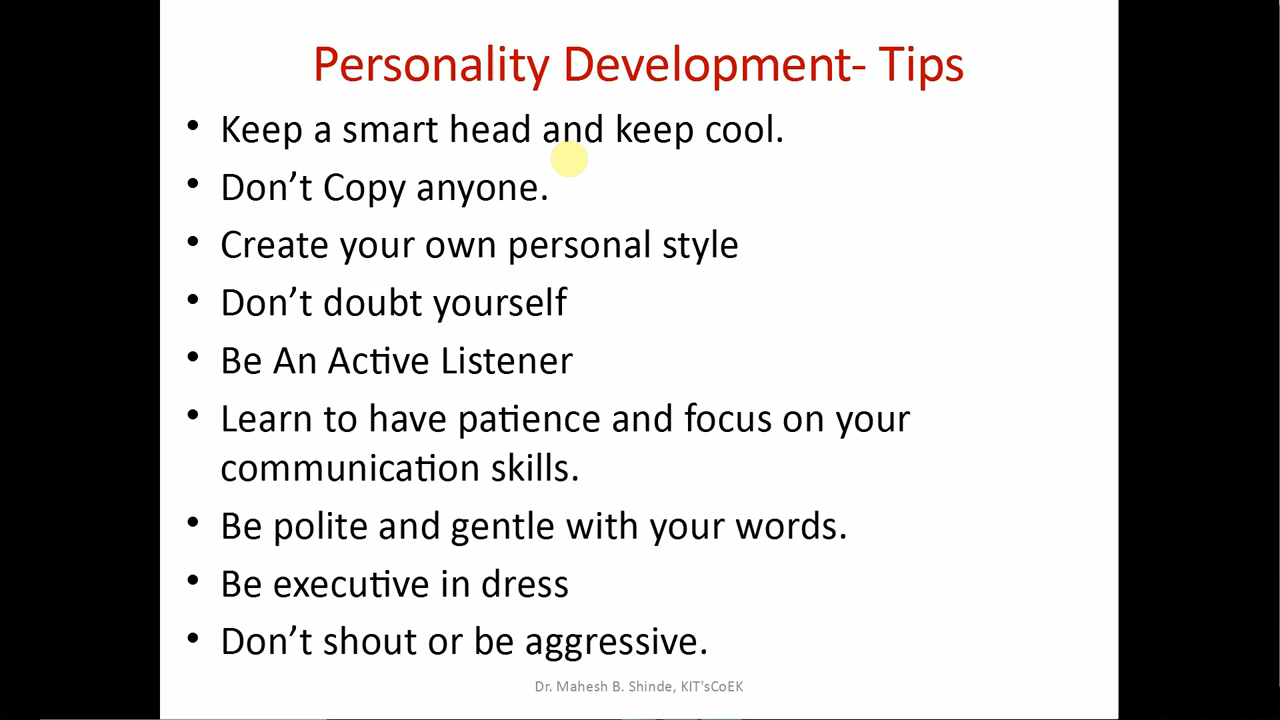 Personality Development- Tips
• Keep a smart head and keep cool.
• Don’t Copy anyone.
• Create your own personal style
• Don’t doubt yourself
• Be An Active Listener
• Learn to have patience and focus on your
communication skills.
• Be polite and gentle with your words.
• Be executive in dress
• Don’t shout or be aggressive.
Dr. Mahesh B. Shinde, KIT'sCoEK